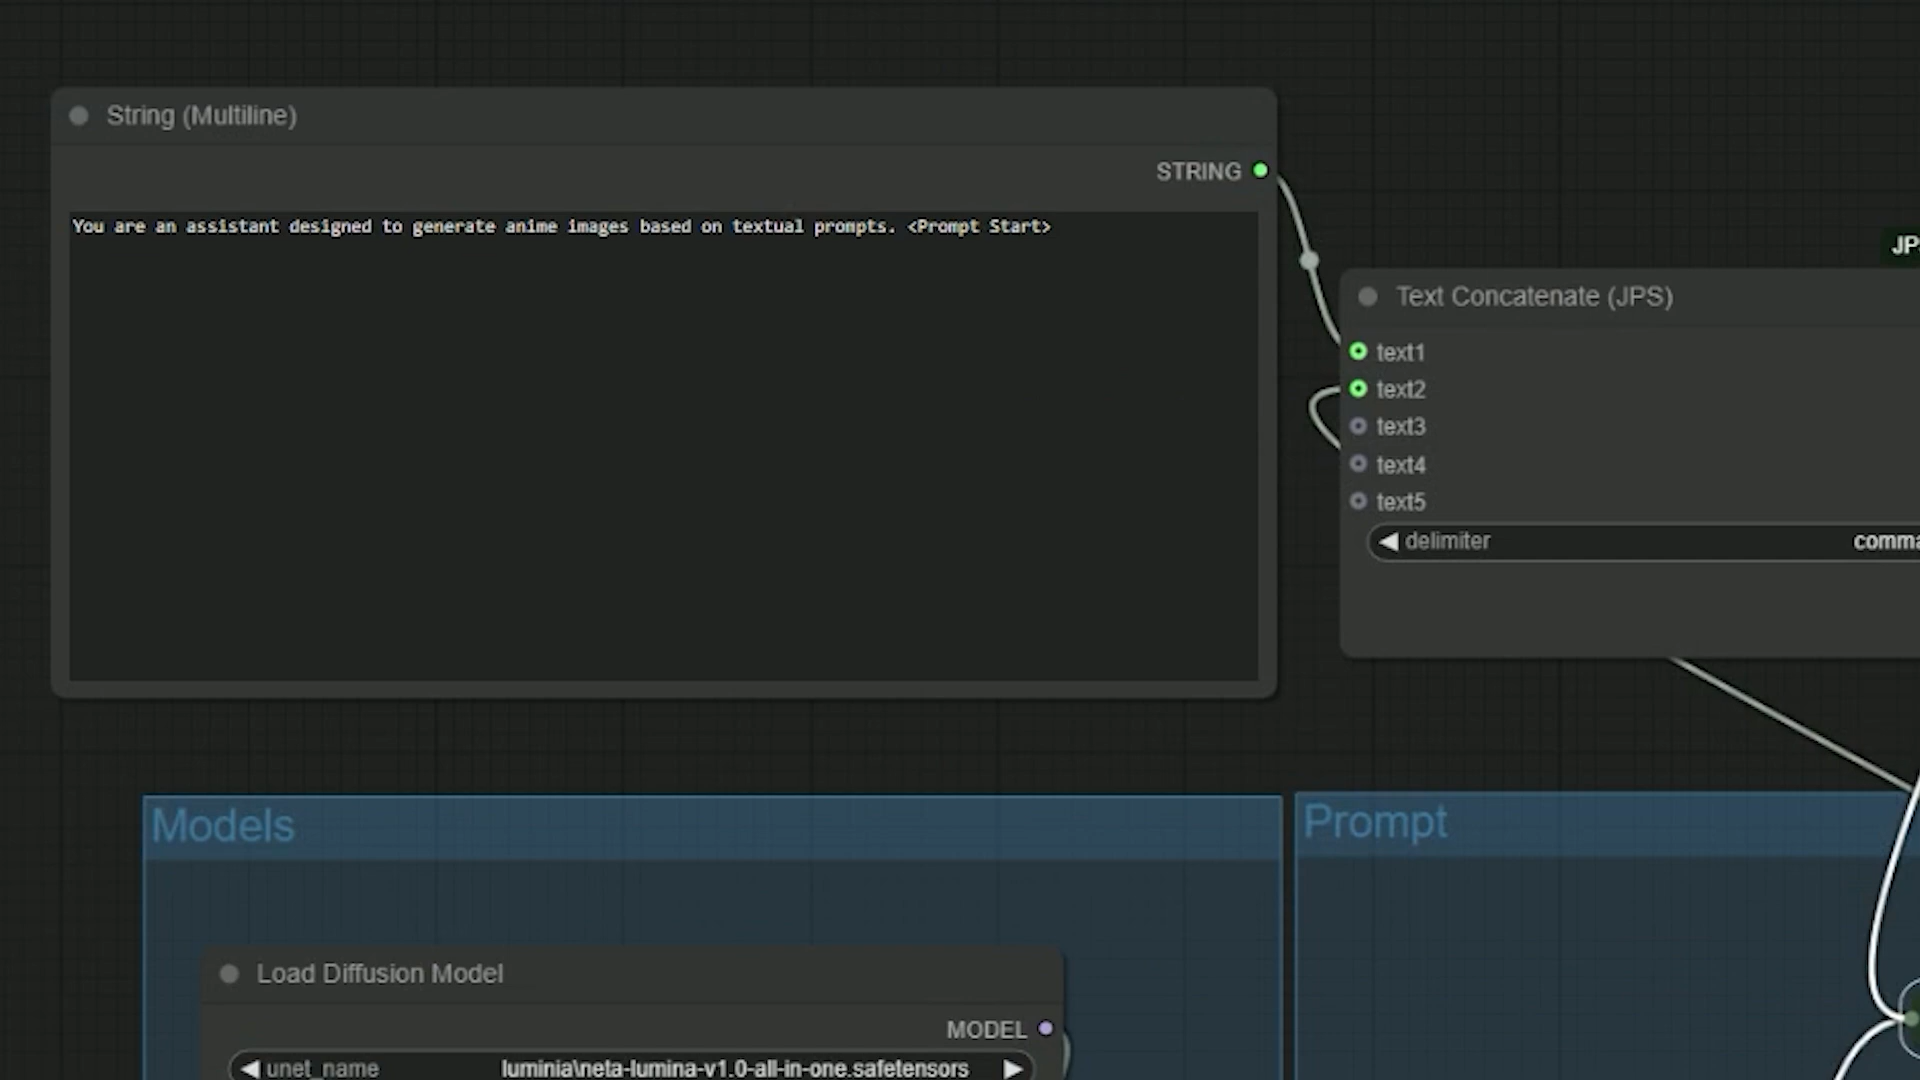 String (Multiline)
STRING
You are an assistant designed to generate anime images based on textual prompts. <Prompt Start>
Text Concatenate (JPS)
text1
text2
text3
text4
text5
delimiter
Models
Prompt
Load Diffusion Model
MODEL
unet_name luminia\neta-lumina-v1.0-all-in-one.safetensors